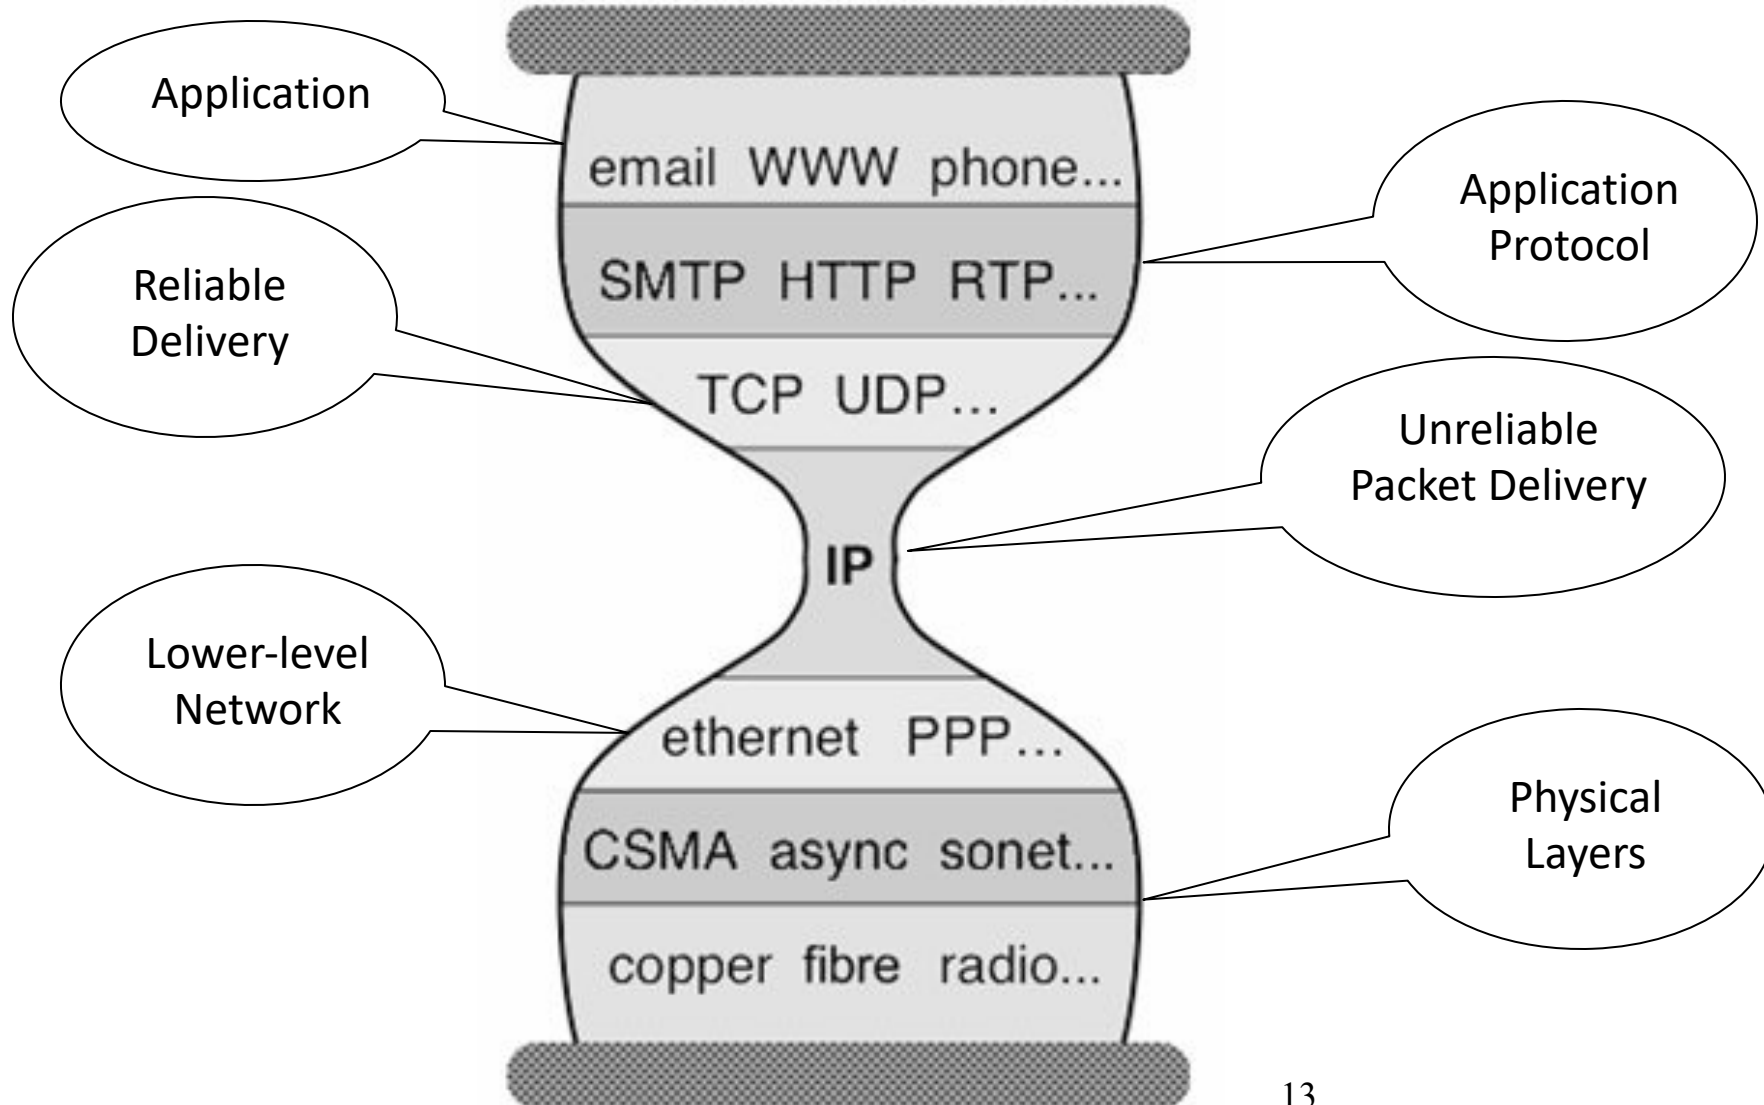 Application
email WWW phone...
Application
Protocol
SMTP HTTP RTP...
Reliable
Delivery
TCP UDP...
Unreliable
Packet Delivery
IP
Lower-level
Network
ethernet PPP...
Physical
Layers
CSMA async sonet...
copper fibre radio...
13